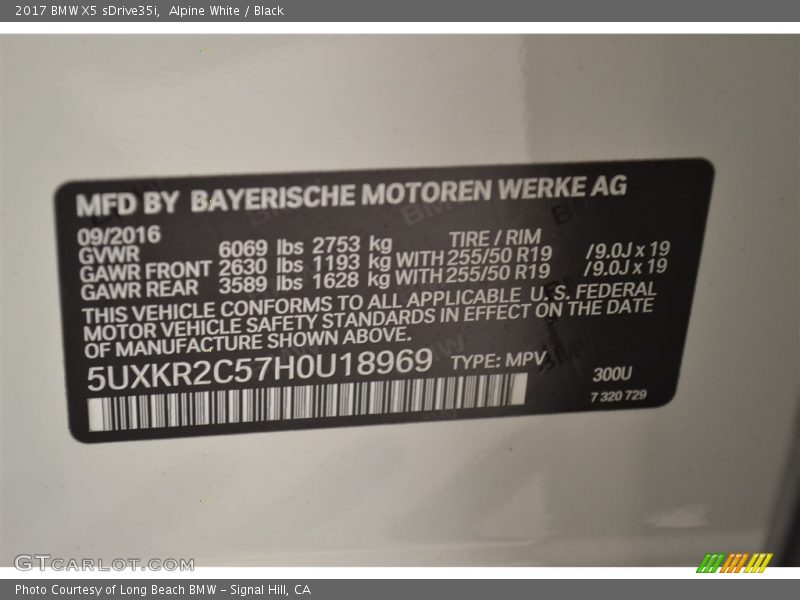 2017 BMW X5 sDrive35i,  Alpine White / Black
MFD BY BAYERISCHE MOTOREN WERKE AG
09/2016 TIRE / RIM
GVWR 6069 lbs 2753 kg
GAWR FRONT 2630 lbs 1193 kg WITH 255/50 R19 /9.0J x 19
GAWR REAR 3589 lbs 1628 kg WITH 255/50 R19 /9.0J x 19
THIS VEHICLE CONFORMS TO ALL APPLICABLE U.S. FEDERAL
MOTOR VEHICLE SAFETY STANDARDS IN EFFECT ON THE DATE
OF MANUFACTURE SHOWN ABOVE.
5UXKR2C57H0U18969 TYPE: MPV
300U
7 320 729
GTCARLOT.COM
Photo Courtesy of Long Beach BMW – Signal Hill, CA